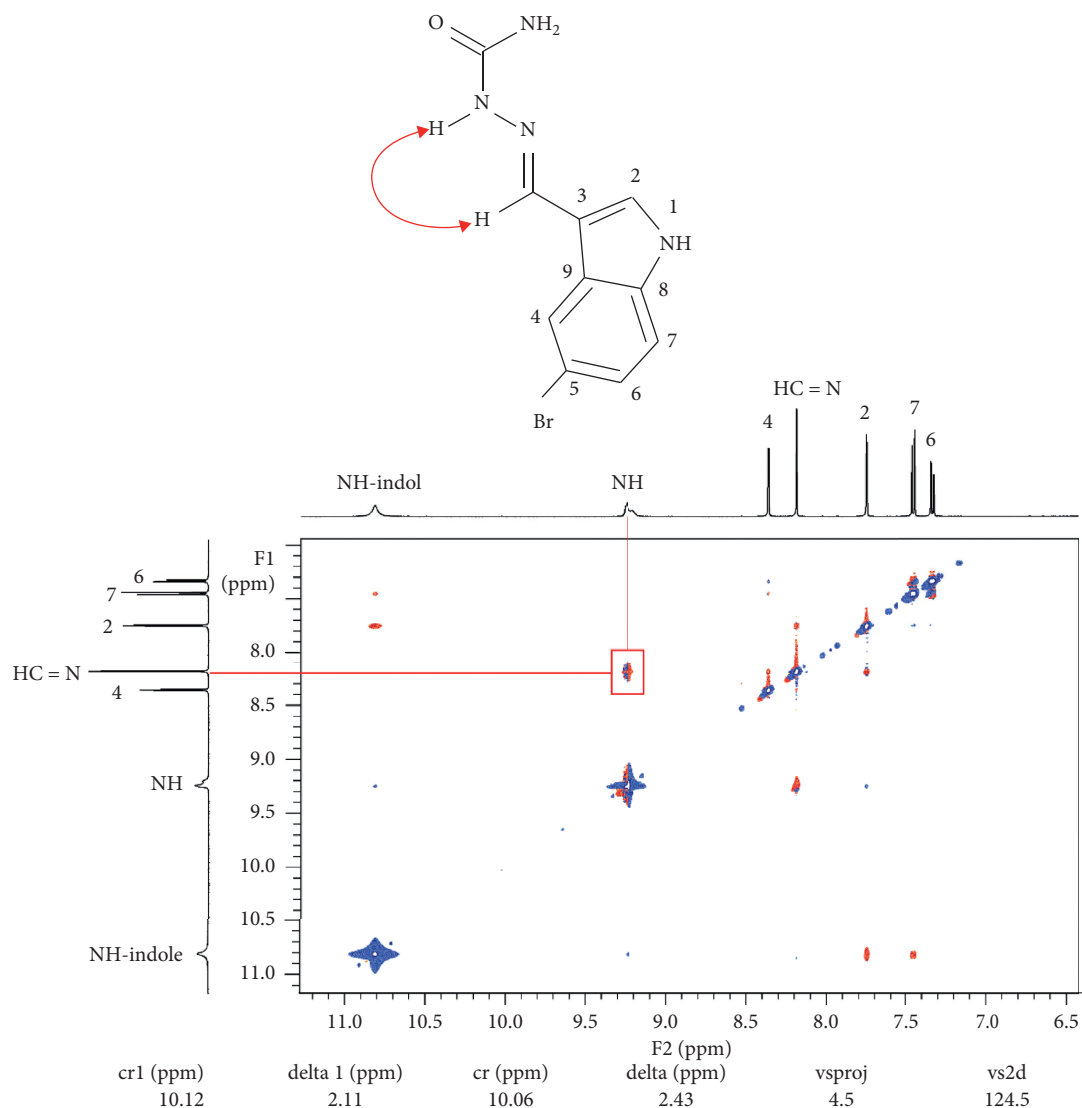 O
NH2
N
H
N
H
3
2
1
NH
9
8
4
7
5
6
Br
HC = N
4
2
7
6
NH-indol
NH
F1
(ppm)
6
7
2
HC = N
4
NH
NH-indole
8.0
8.5
9.0
9.5
10.0
10.5
11.0
11.0 10.5 10.0 9.5 9.0 8.5 8.0 7.5 7.0 6.5
F2 (ppm)
cr1 (ppm) delta 1 (ppm) cr (ppm) delta (ppm) vsproj vs2d
10.12 2.11 10.06 2.43 4.5 124.5